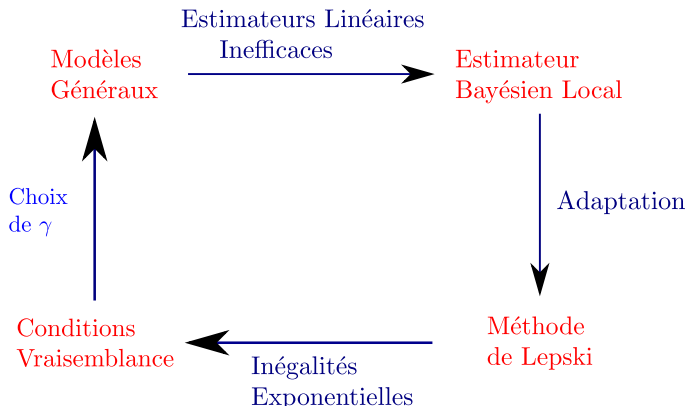 Estimateurs Linéaires
Inefficaces
Modèles
Généraux
Estimateur
Bayésien Local
Choix
de γ
Adaptation
Conditions
Vraisemblance
Méthode
de Lepski
Inégalités
Exponentielles